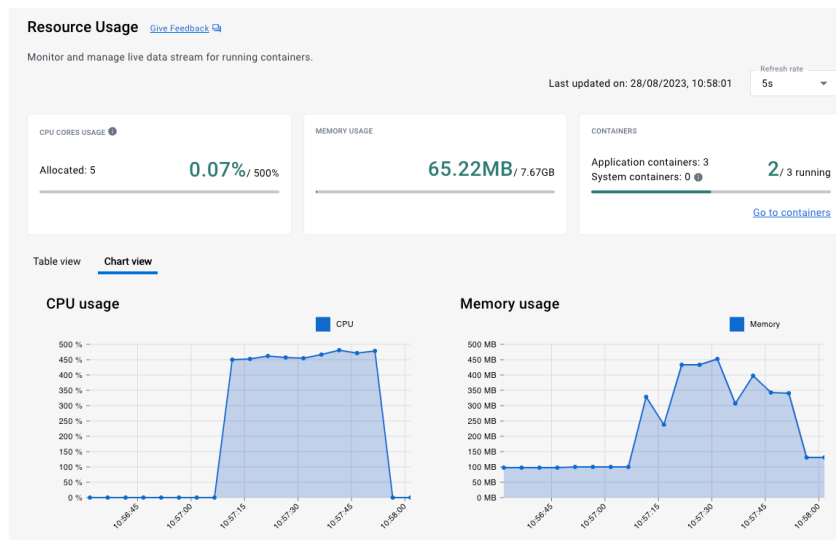 Resource Usage Give Feedback
Monitor and manage live data stream for running containers.
Last updated on: 28/08/2023, 10:58:01
Refresh rate
5s
CPU CORES USAGE
Allocated: 5
0.07% / 500%
MEMORY USAGE
65.22MB / 7.67GB
CONTAINERS
Application containers: 3
System containers: 0
2 / 3 running
Go to containers
Table view Chart view
CPU usage
CPU
500 %
450 %
400 %
350 %
300 %
250 %
200 %
150 %
100 %
50 %
0 %
10:56:45
10:57:00
10:57:15
10:57:30
10:57:45
10:58:00
Memory usage
Memory
500 MB
450 MB
400 MB
350 MB
300 MB
250 MB
200 MB
150 MB
100 MB
50 MB
0 MB
10:56:45
10:57:00
10:57:15
10:57:30
10:57:45
10:58:00